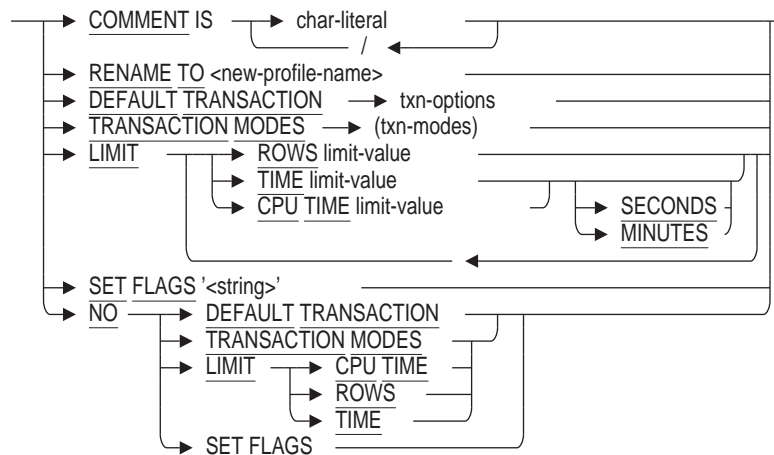 COMMENT IS char-literal
/
RENAME TO <new-profile-name>
DEFAULT TRANSACTION txn-options
TRANSACTION MODES (txn-modes)
LIMIT ROWS limit-value
TIME limit-value
CPU TIME limit-value SECONDS
MINUTES
SET FLAGS '<string>'
NO DEFAULT TRANSACTION
TRANSACTION MODES
LIMIT CPU TIME
ROWS
TIME
SET FLAGS